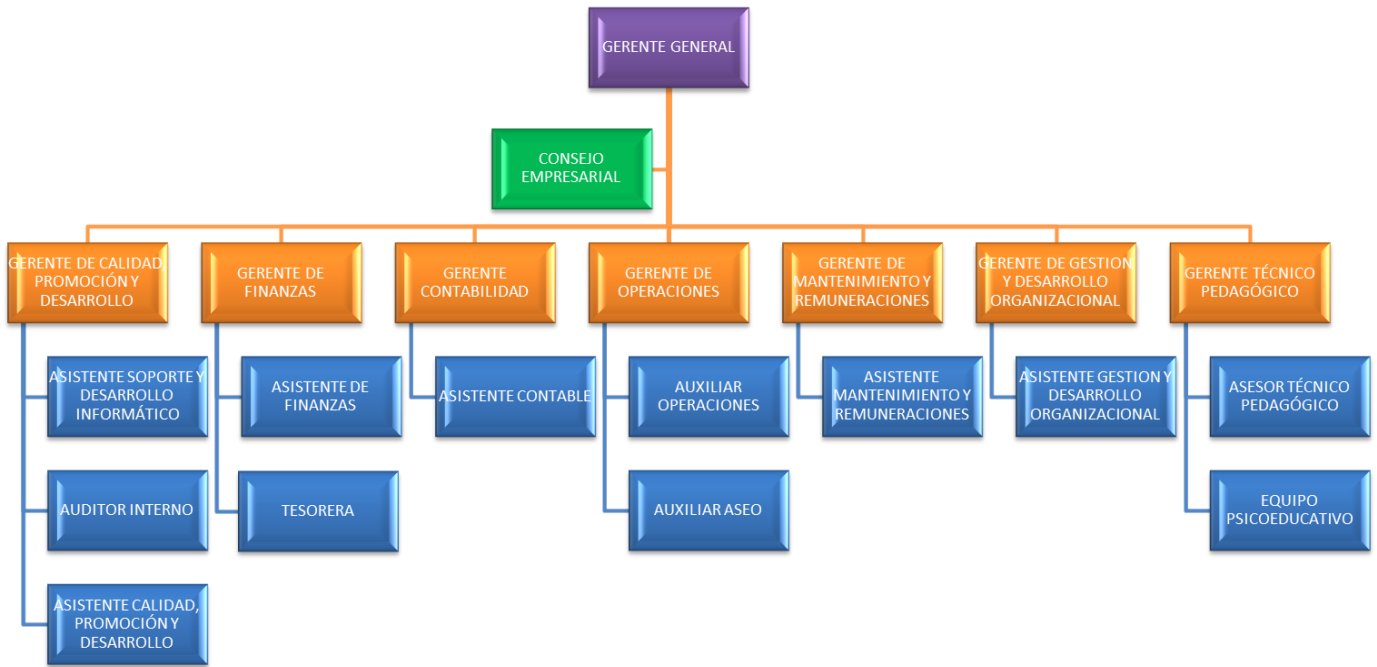 GERENTE GENERAL
CONSEJO
EMPRESARIAL
GERENTE DE CALIDAD,
PROMOCIÓN Y
DESARROLLO
GERENTE DE
FINANZAS
GERENTE
CONTABILIDAD
GERENTE DE
OPERACIONES
GERENTE DE
MANTENIMIENTO Y
REMUNERACIONES
GERENTE DE GESTION
Y DESARROLLO
ORGANIZACIONAL
GERENTE TÉCNICO
PEDAGÓGICO
ASISTENTE SOPORTE Y
DESARROLLO
INFORMÁTICO
ASISTENTE DE
FINANZAS
ASISTENTE CONTABLE
AUXILIAR
OPERACIONES
ASISTENTE
MANTENIMIENTO Y
REMUNERACIONES
ASISTENTE GESTION Y
DESARROLLO
ORGANIZACIONAL
ASESOR TÉCNICO
PEDAGÓGICO
AUDITOR INTERNO
TESORERA
AUXILIAR ASEO
EQUIPO
PSICOEDUCATIVO
ASISTENTE CALIDAD,
PROMOCIÓN Y
DESARROLLO